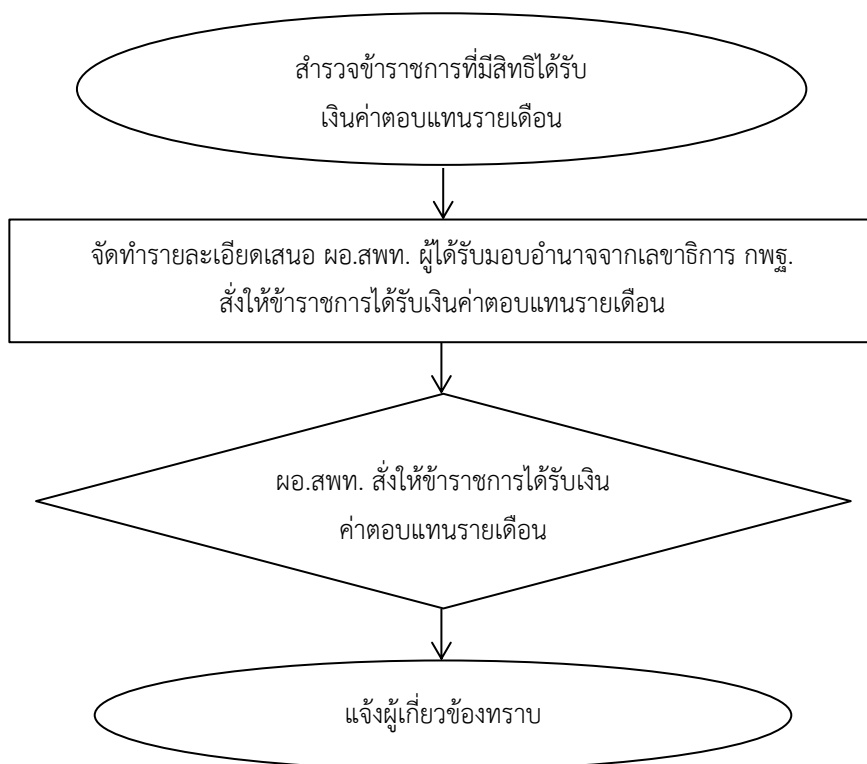 สำรวจข้าราชการที่มีสิทธิได้รับ
เงินค่าตอบแทนรายเดือน
จัดทำรายละเอียดเสนอ ผอ.สพท. ผู้ได้รับมอบอำนาจจากเลขาธิการ กพฐ.
สั่งให้ข้าราชการได้รับเงินค่าตอบแทนรายเดือน
ผอ.สพท. สั่งให้ข้าราชการได้รับเงิน
ค่าตอบแทนรายเดือน
แจ้งผู้เกี่ยวข้องทราบ